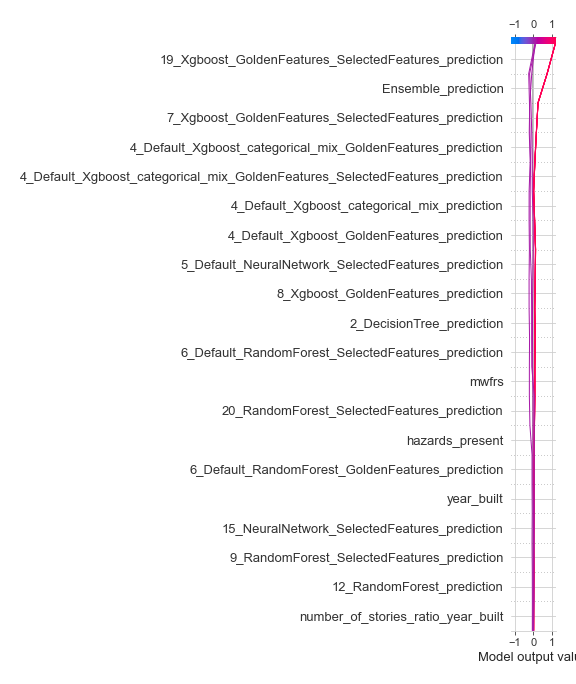 −1 0 1
19_Xgboost_GoldenFeatures_SelectedFeatures_prediction
Ensemble_prediction
7_Xgboost_GoldenFeatures_SelectedFeatures_prediction
4_Default_Xgboost_categorical_mix_GoldenFeatures_prediction
4_Default_Xgboost_categorical_mix_GoldenFeatures_SelectedFeatures_prediction
4_Default_Xgboost_categorical_mix_prediction
4_Default_Xgboost_GoldenFeatures_prediction
5_Default_NeuralNetwork_SelectedFeatures_prediction
8_Xgboost_GoldenFeatures_prediction
2_DecisionTree_prediction
6_Default_RandomForest_SelectedFeatures_prediction
mwfrs
20_RandomForest_SelectedFeatures_prediction
hazards_present
6_Default_RandomForest_GoldenFeatures_prediction
year_built
15_NeuralNetwork_SelectedFeatures_prediction
9_RandomForest_SelectedFeatures_prediction
12_RandomForest_prediction
number_of_stories_ratio_year_built
−1 0 1
Model output valu